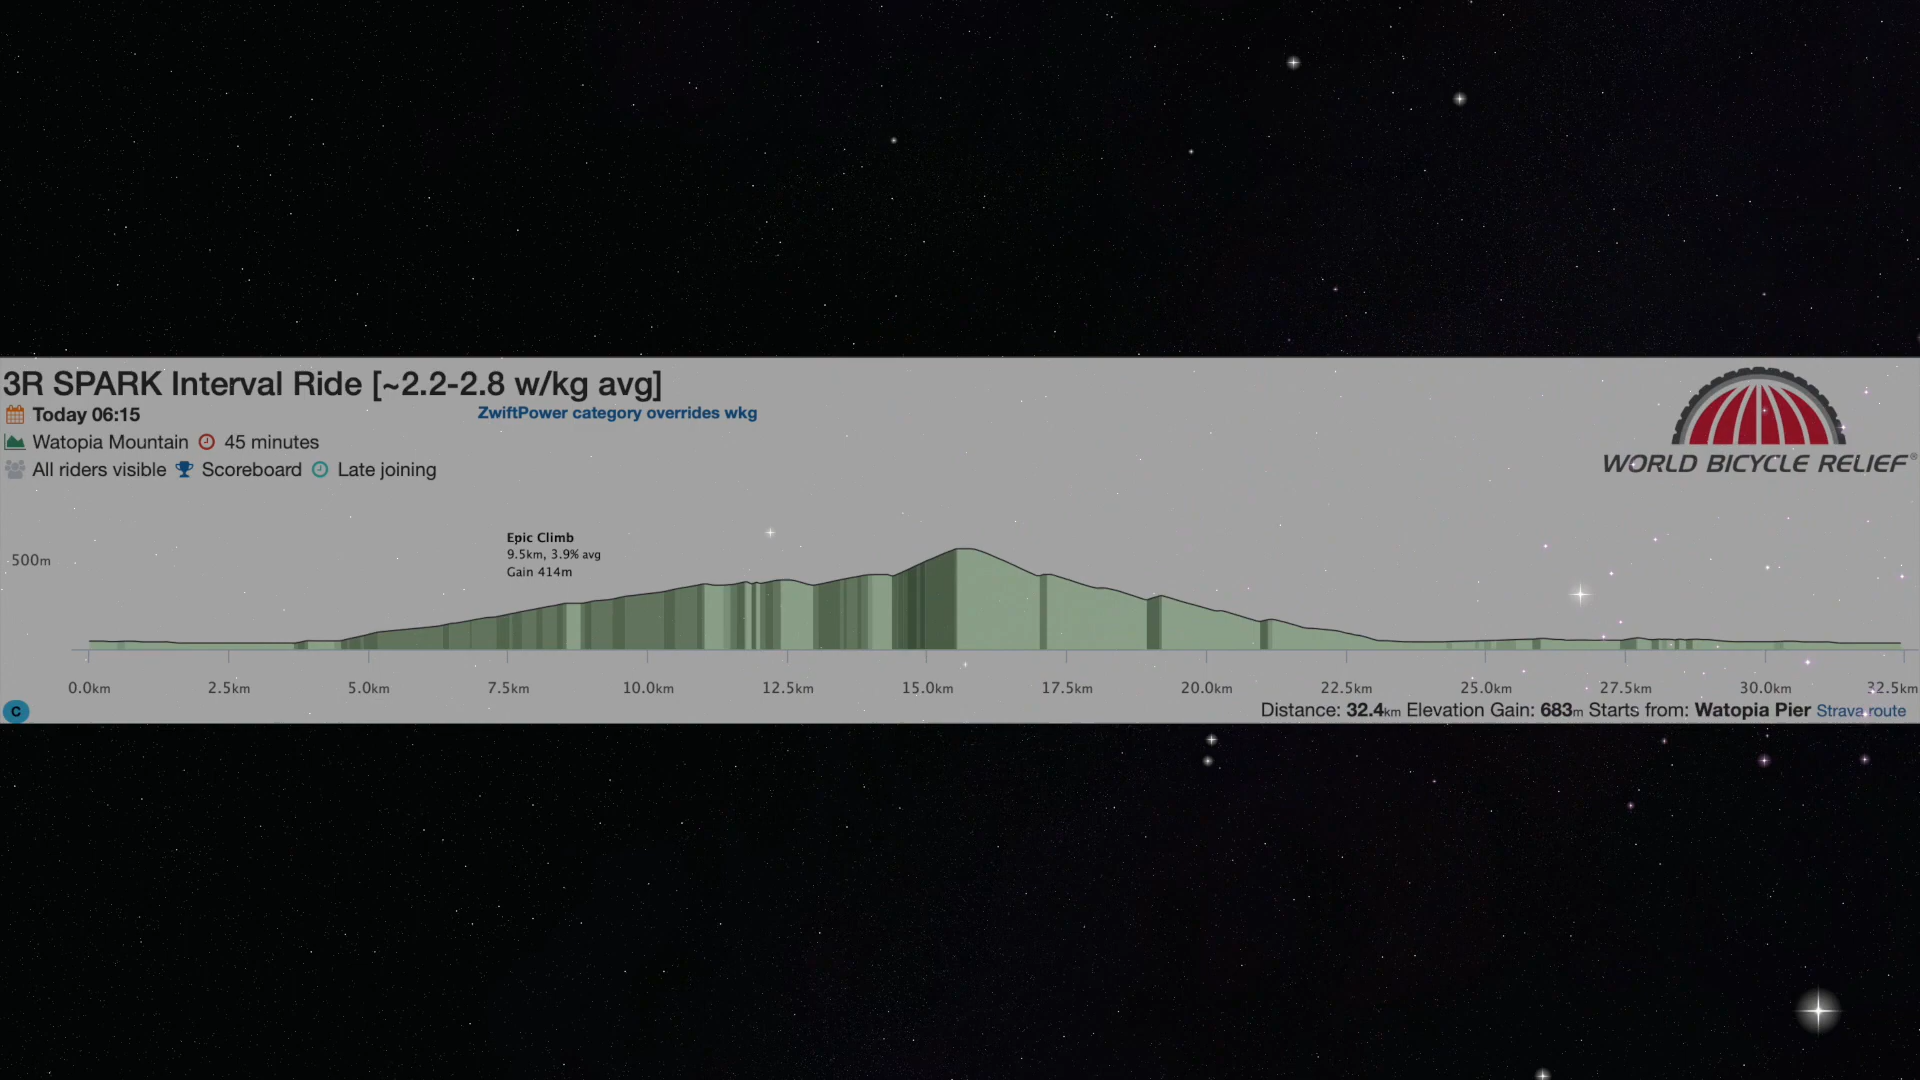 3R SPARK Interval Ride [~2.2-2.8 w/kg avg]
Today 06:15
ZwiftPower category overrides wkg
Watopia Mountain 45 minutes
All riders visible Scoreboard Late joining
WORLD BICYCLE RELIEF®
Epic Climb
9.5km, 3.9% avg
Gain 414m
500m
0.0km 2.5km 5.0km 7.5km 10.0km 12.5km 15.0km 17.5km 20.0km 22.5km 25.0km 27.5km 30.0km 32.5km
C
Distance: 32.4km Elevation Gain: 683m Starts from: Watopia Pier Strava route